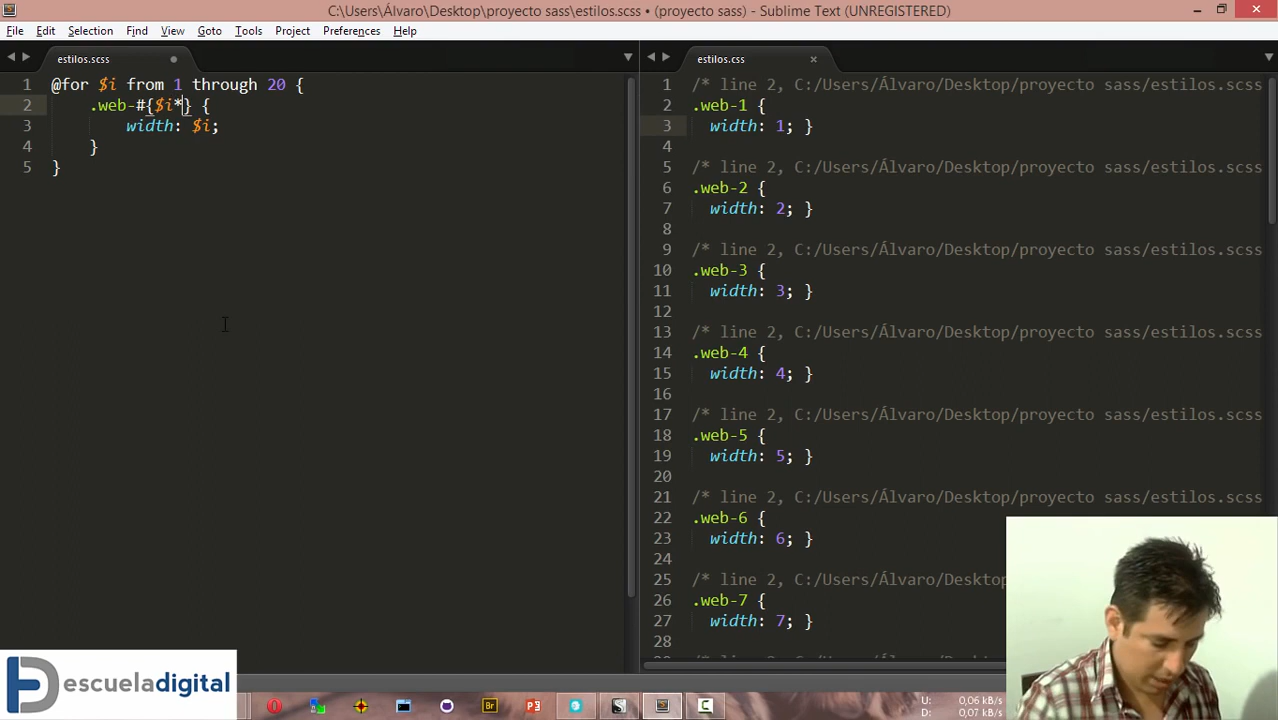 C:\Users\Álvaro\Desktop\proyecto sass\estilos.scss • (proyecto sass) - Sublime Text (UNREGISTERED)
File Edit Selection Find View Goto Tools Project Preferences Help
estilos.scss
1 @for $i from 1 through 20 {
2 .web-#{$i*} {
3 width: $i;
4 }
5 }
estilos.css
1 /* line 2, C:/Users/Álvaro/Desktop/proyecto sass/estilos.scss
2 .web-1 {
3 width: 1; }
4
5 /* line 2, C:/Users/Álvaro/Desktop/proyecto sass/estilos.scss
6 .web-2 {
7 width: 2; }
8
9 /* line 2, C:/Users/Álvaro/Desktop/proyecto sass/estilos.scss
10 .web-3 {
11 width: 3; }
12
13 /* line 2, C:/Users/Álvaro/Desktop/proyecto sass/estilos.scss
14 .web-4 {
15 width: 4; }
16
17 /* line 2, C:/Users/Álvaro/Desktop/proyecto sass/estilos.scss
18 .web-5 {
19 width: 5; }
20
21 /* line 2, C:/Users/Álvaro/Desktop/proyecto sass/estilos.scss
22 .web-6 {
23 width: 6; }
24
25 /* line 2, C:/Users/Álvaro/Desktop
26 .web-7 {
27 width: 7; }
28
escueladigital
Br
U: 0,06 kB/s
D: 0,07 kB/s